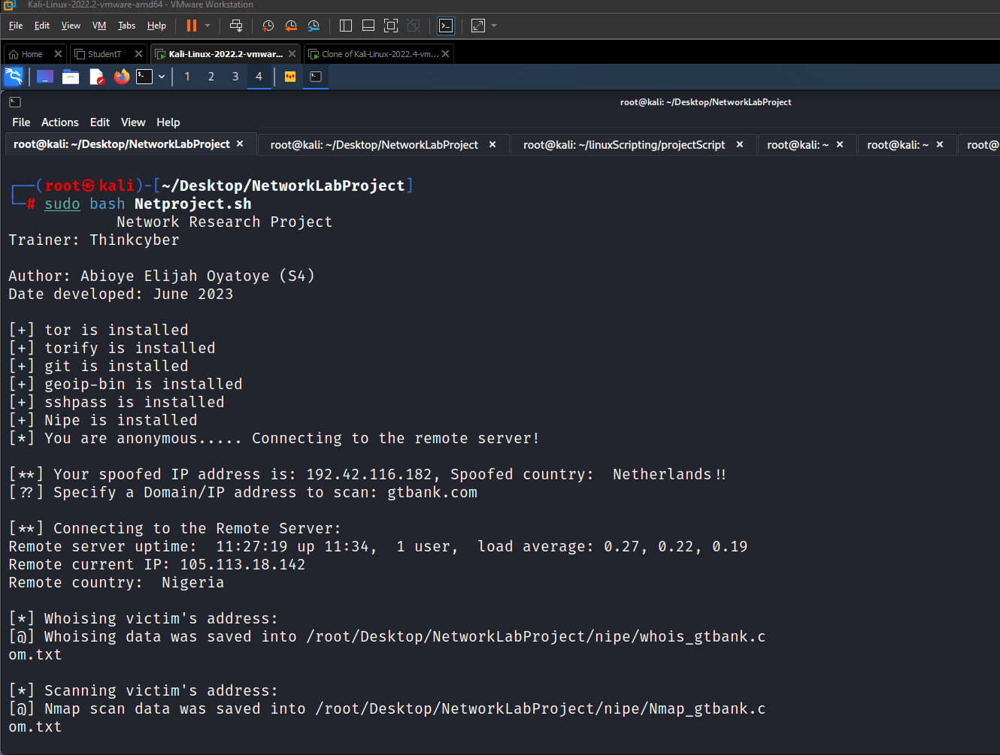 Kali-Linux-2022.2-vmware-amd64 - VMware Workstation
File Edit View VM Tabs Help
Home StudentT Kali-Linux-2022.2-vmwar... Clone of Kali-Linux-2022.4-vm...
1 2 3 4
root@kali: ~/Desktop/NetworkLabProject
File Actions Edit View Help
root@kali: ~/Desktop/NetworkLabProject root@kali: ~/Desktop/NetworkLabProject root@kali: ~/linuxScripting/projectScript root@kali: ~ root@kali: ~ root@
┌──(root㉿kali)-[~/Desktop/NetworkLabProject]
└─# sudo bash Netproject.sh
Network Research Project
Trainer: Thinkcyber
Author: Abioye Elijah Oyatoye (S4)
Date developed: June 2023
[+] tor is installed
[+] torify is installed
[+] git is installed
[+] geoip-bin is installed
[+] sshpass is installed
[+] Nipe is installed
[*] You are anonymous..... Connecting to the remote server!
[**] Your spoofed IP address is: 192.42.116.182, Spoofed country:  Netherlands!!
[??] Specify a Domain/IP address to scan: gtbank.com
[**] Connecting to the Remote Server:
Remote server uptime:  11:27:19 up 11:34,  1 user,  load average: 0.27, 0.22, 0.19
Remote current IP: 105.113.18.142
Remote country:  Nigeria
[*] Whoising victim's address:
[@] Whoising data was saved into /root/Desktop/NetworkLabProject/nipe/whois_gtbank.c
om.txt
[*] Scanning victim's address:
[@] Nmap scan data was saved into /root/Desktop/NetworkLabProject/nipe/Nmap_gtbank.c
om.txt